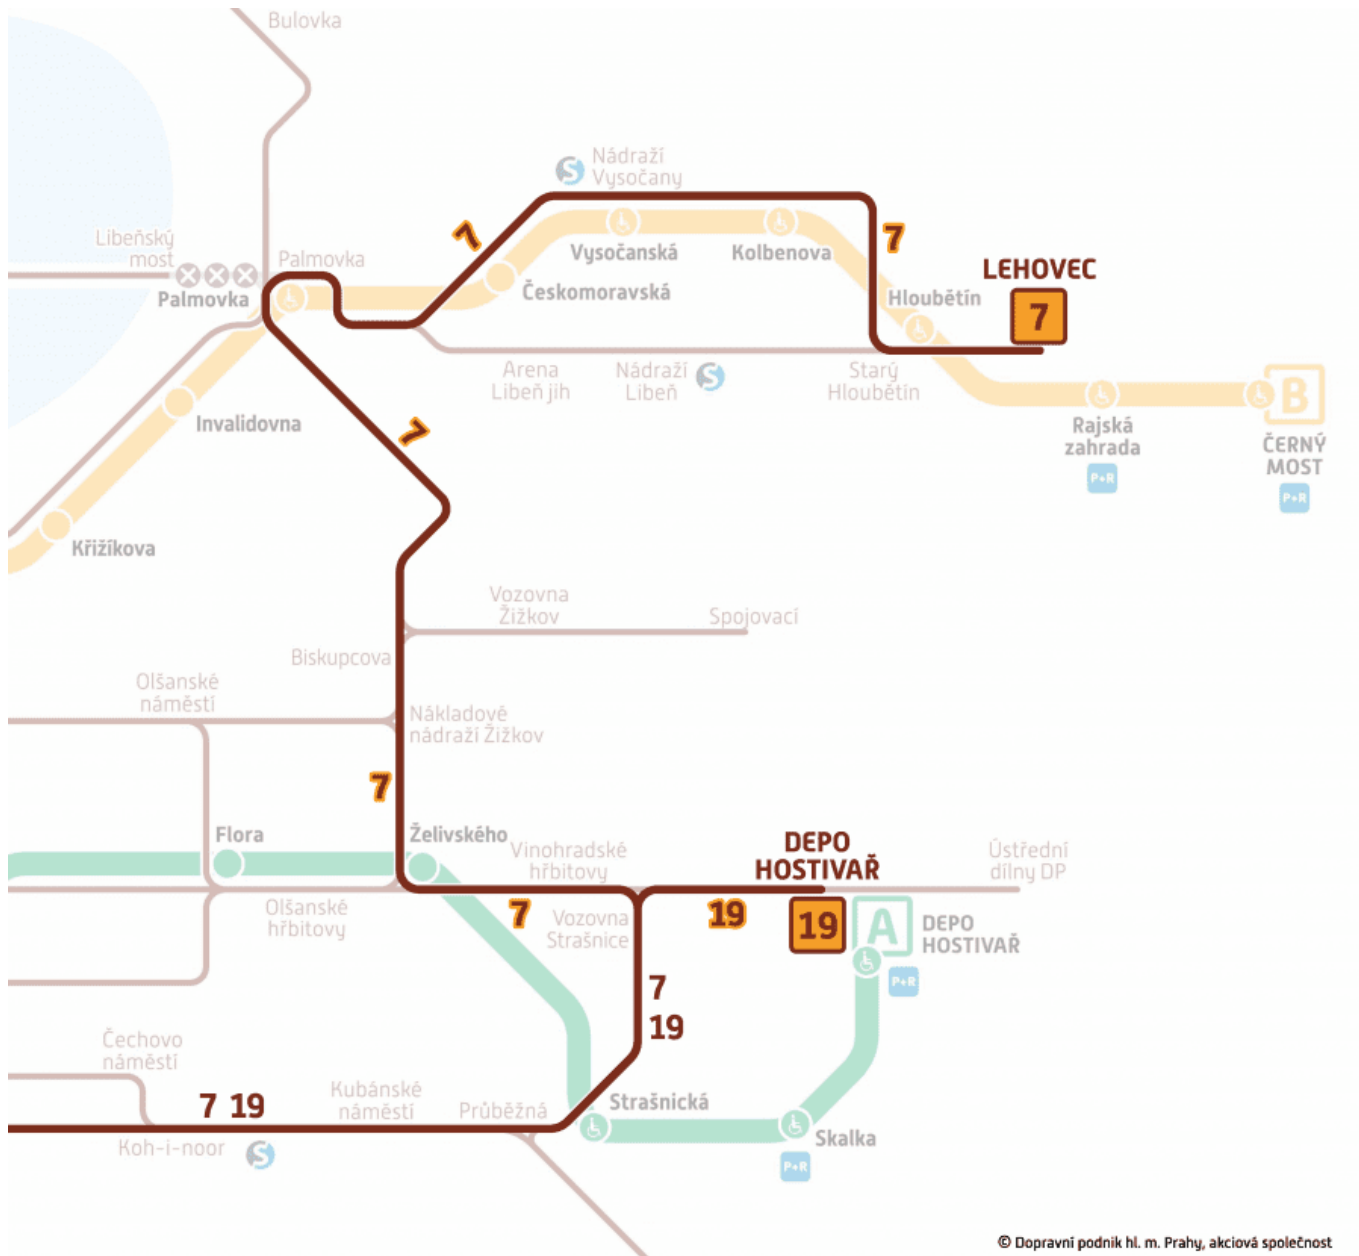 Bulovka
Nádraží
Vysočany
S
7
7
Libeňský
most
Palmovka
Palmovka
Vysočanská
Kolbenova
Českomoravská
LEHOVEC
7
Hloubětín
Arena
Libeň jih
Nádraží
Libeň
S
Starý
Hloubětín
Invalidovna
7
Rajská
zahrada
P+R
B
ČERNÝ
MOST
P+R
Křižíkova
Vozovna
Žižkov
Spojovací
Biskupcova
Olšanské
náměstí
Nákladové
nádraží Žižkov
7
Flora
Želivského
Vinohradské
hřbitovy
DEPO
HOSTIVAŘ
Ústřední
dílny DP
Olšanské
hřbitovy
7
Vozovna
Strašnice
19
19
A
DEPO
HOSTIVAŘ
P+R
7
19
Čechovo
náměstí
7 19
Kubánské
náměstí
Průběžná
Strašnická
Koh-i-noor
S
Skalka
P+R
© Dopravní podnik hl. m. Prahy, akciová společnost